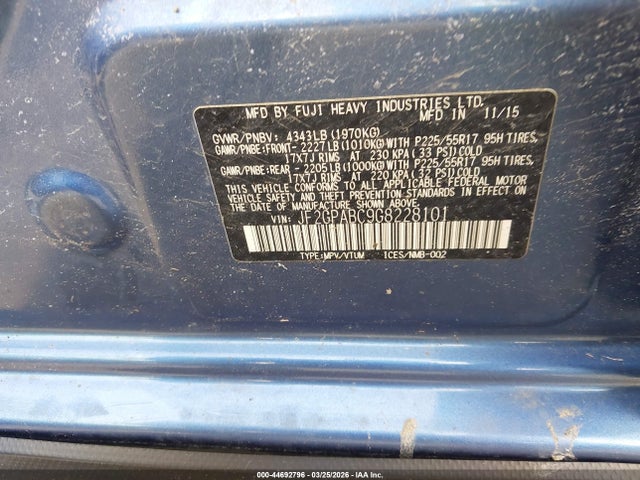 MFD BY FUJI HEAVY INDUSTRIES LTD.
MFD IN 11/15
GVWR/PNBV: 4343LB (1970KG)
GAWR/PNBE:FRONT- 2227LB (1010KG) WITH P225/55R17 95H TIRES,
17X7J RIMS AT 230 KPA (33 PSI) COLD
GAWR/PNBE:REAR - 2205LB (1000KG) WITH P225/55R17 95H TIRES,
17X7J RIMS AT 220 KPA (32 PSI) COLD
THIS VEHICLE CONFORMS TO ALL APPLICABLE FEDERAL MOTOR
VEHICLE SAFETY AND THEFT PREVENTION STANDARDS IN EFFECT ON
THE DATE OF MANUFACTURE SHOWN ABOVE.
VIN: JF2GPABC9G8228101
TYPE:MPV/VTUM ICES/NMB-002
000-44692796 - 03/25/2026 - IAAI COPYRIGHT